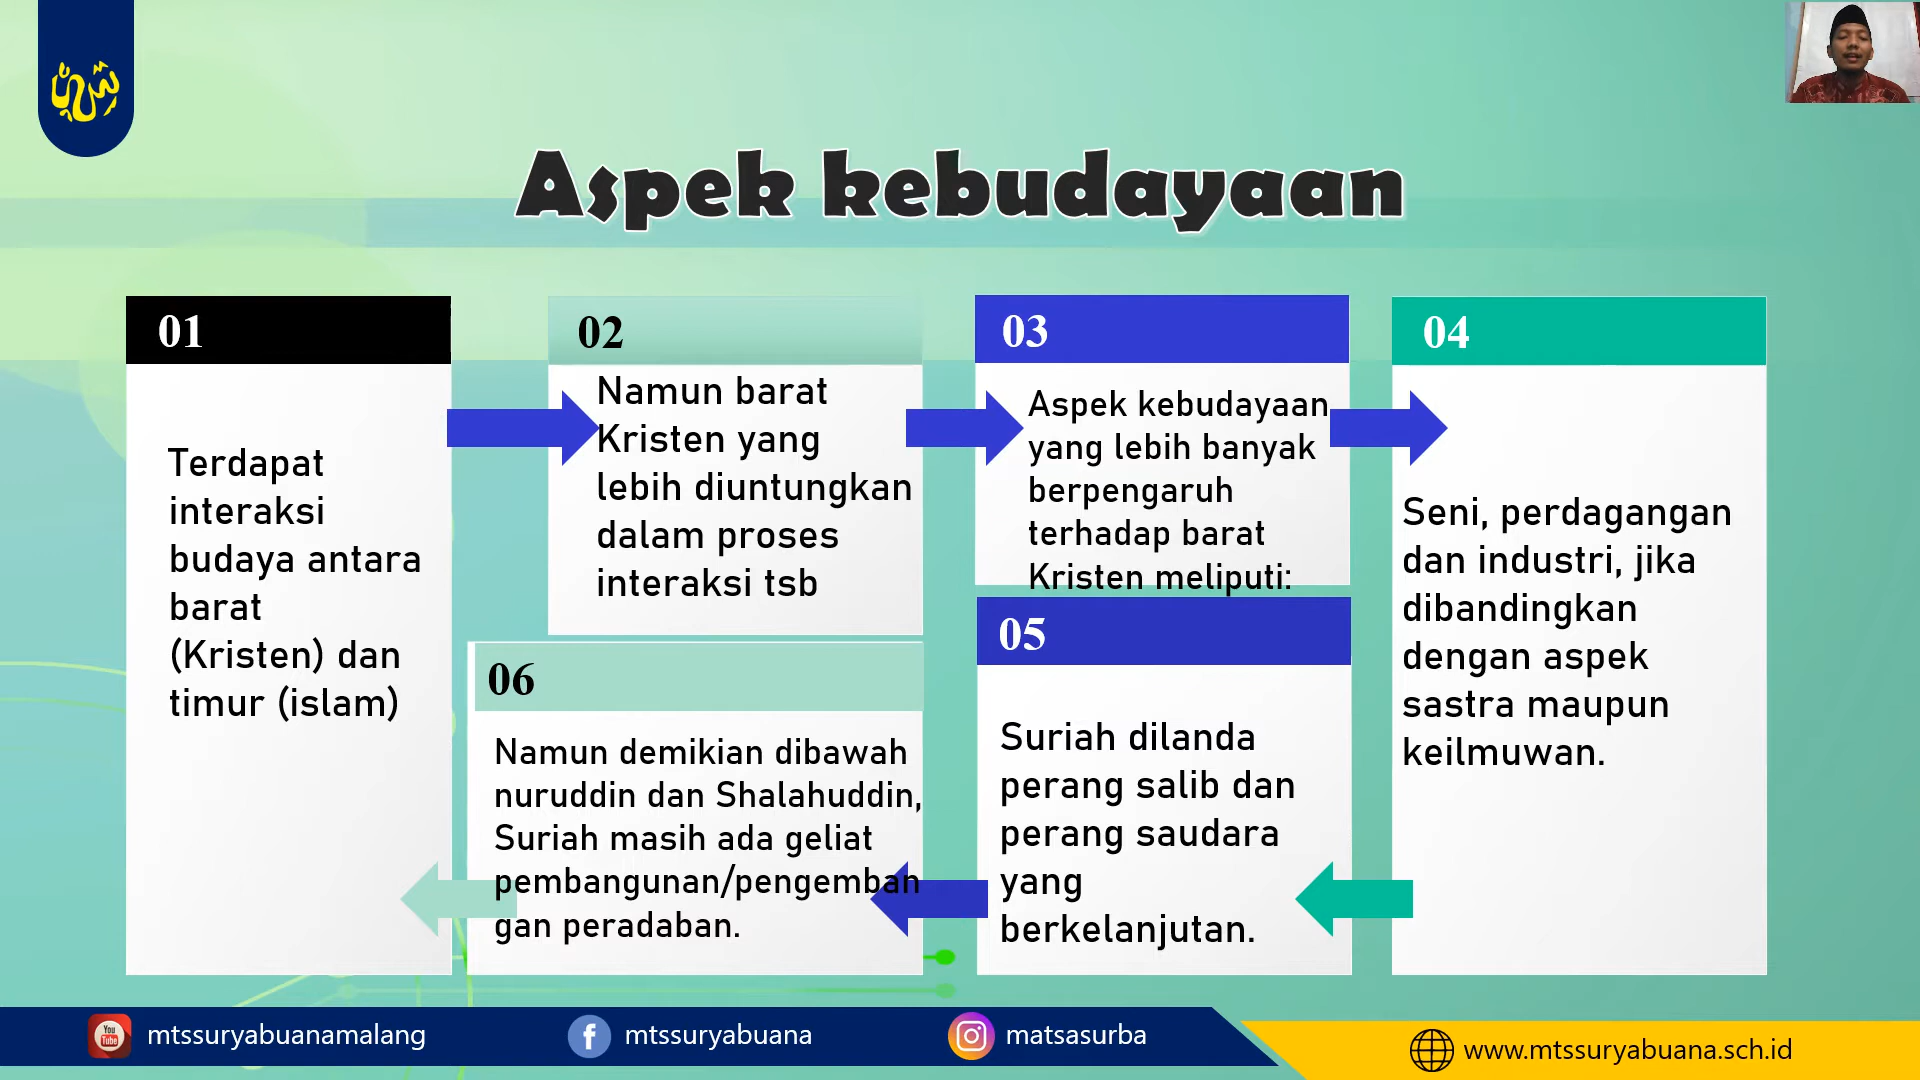 Aspek kebudayaan
01
Terdapat
interaksi
budaya antara
barat
(Kristen) dan
timur (islam)
02
Namun barat
Kristen yang
lebih diuntungkan
dalam proses
interaksi tsb
03
Aspek kebudayaan
yang lebih banyak
berpengaruh
terhadap barat
Kristen meliputi:
04
Seni, perdagangan
dan industri, jika
dibandingkan
dengan aspek
sastra maupun
keilmuwan.
05
Suriah dilanda
perang salib dan
perang saudara
yang
berkelanjutan.
06
Namun demikian dibawah
nuruddin dan Shalahuddin,
Suriah masih ada geliat
pembangunan/pengemban
gan peradaban.
You
Tube
mtssuryabuanamalang
mtssuryabuana
matsasurba
www.mtssuryabuana.sch.id